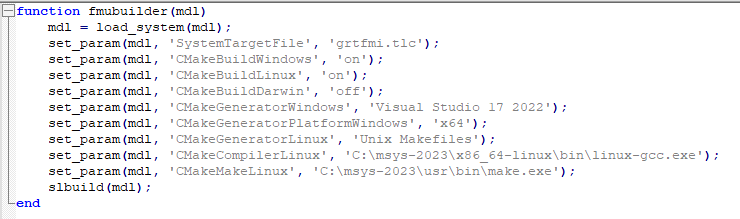 function fmubuilder(mdl)
mdl = load_system(mdl);
set_param(mdl, 'SystemTargetFile', 'grtfmi.tlc');
set_param(mdl, 'CMakeBuildWindows', 'on');
set_param(mdl, 'CMakeBuildLinux', 'on');
set_param(mdl, 'CMakeBuildDarwin', 'off');
set_param(mdl, 'CMakeGeneratorWindows', 'Visual Studio 17 2022');
set_param(mdl, 'CMakeGeneratorPlatformWindows', 'x64');
set_param(mdl, 'CMakeGeneratorLinux', 'Unix Makefiles');
set_param(mdl, 'CMakeCompilerLinux', 'C:\msys-2023\x86_64-linux\bin\linux-gcc.exe');
set_param(mdl, 'CMakeMakeLinux', 'C:\msys-2023\usr\bin\make.exe');
slbuild(mdl);
end